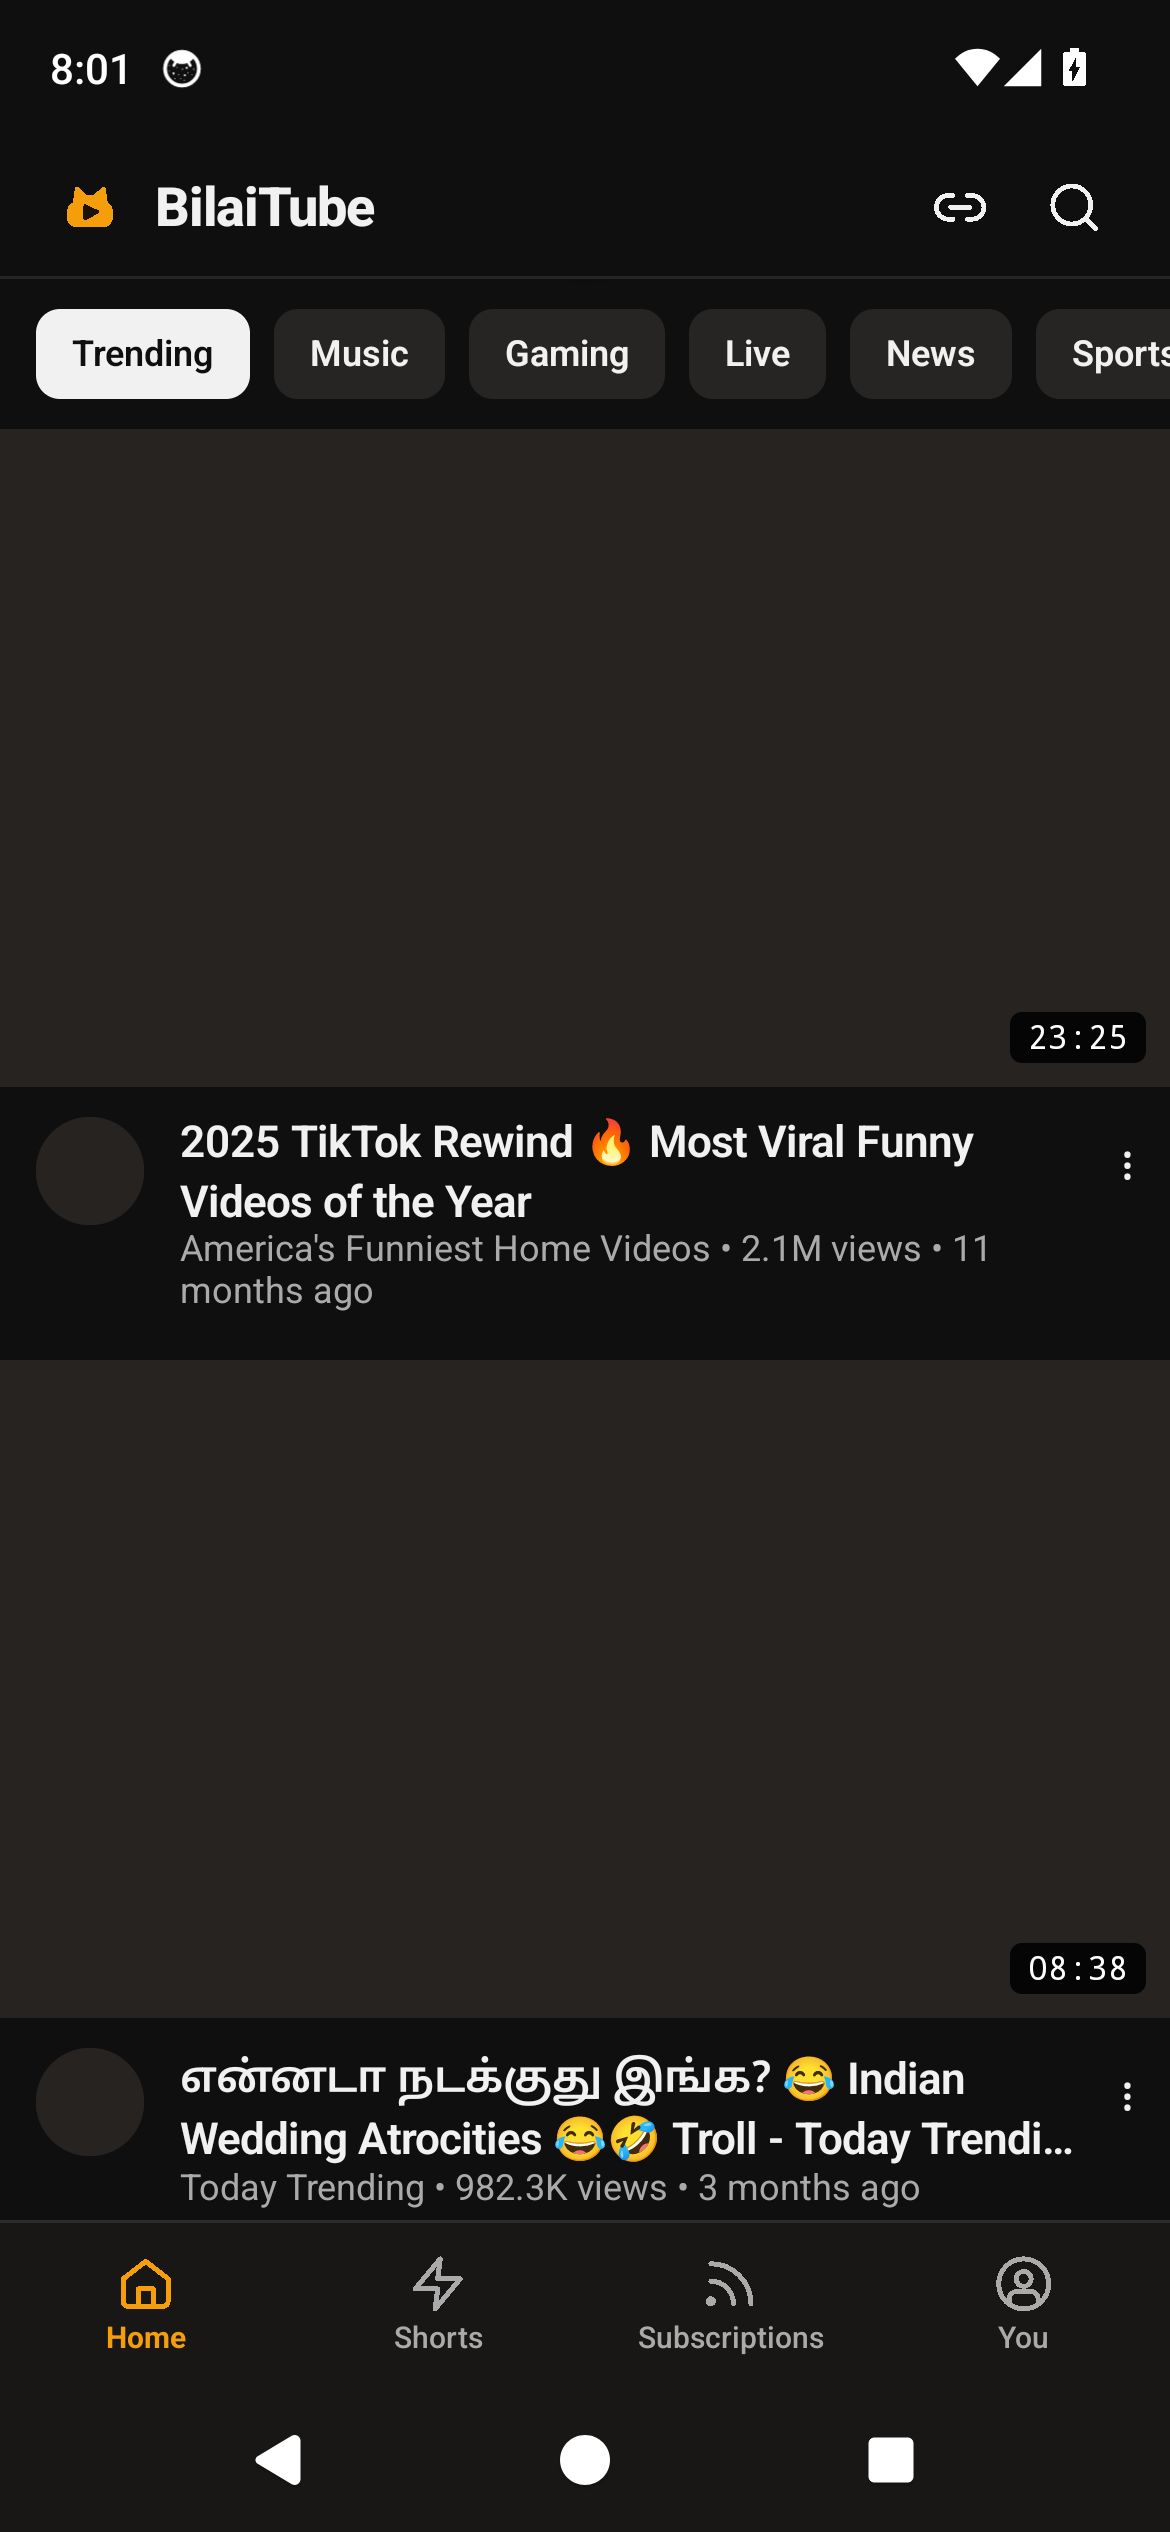 8:01
BilaiTube
Trending
Music
Gaming
Live
News
Sports
23:25
2025 TikTok Rewind 🔥 Most Viral Funny
Videos of the Year
America's Funniest Home Videos • 2.1M views • 11
months ago
08:38
என்னடா நடக்குது இங்க? 😂 Indian
Wedding Atrocities 😂🤣 Troll - Today Trendi...
Today Trending • 982.3K views • 3 months ago
Home
Shorts
Subscriptions
You